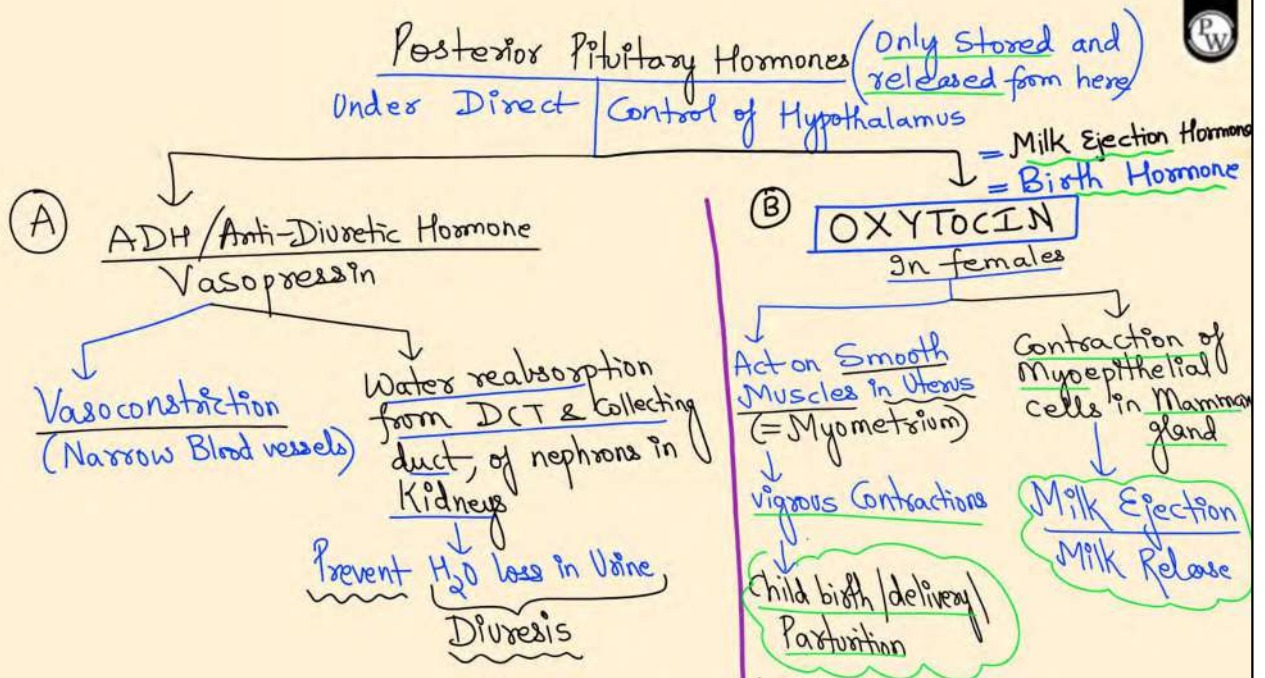 PW
Posterior Pituitary Hormones (Only Stored and
released from here)
Under Direct Control of Hypothalamus
= Milk Ejection Hormone
= Birth Hormone
(A) ADH/Anti-Diuretic Hormone
Vasopressin
Vasoconstriction
(Narrow Blood vessels)
Water reabsorption
from DCT & Collecting
duct, of nephrons in
Kidneys
Prevent H₂O loss in Urine
Diuresis
(B) OXYTOCIN
In females
Act on Smooth
Muscles in Uterus
(=Myometrium)
vigrous Contractions
Child birth/delivery/
Parturition
Contraction of
Myoepithelial
cells in Mammar
gland
Milk Ejection
Milk Relase